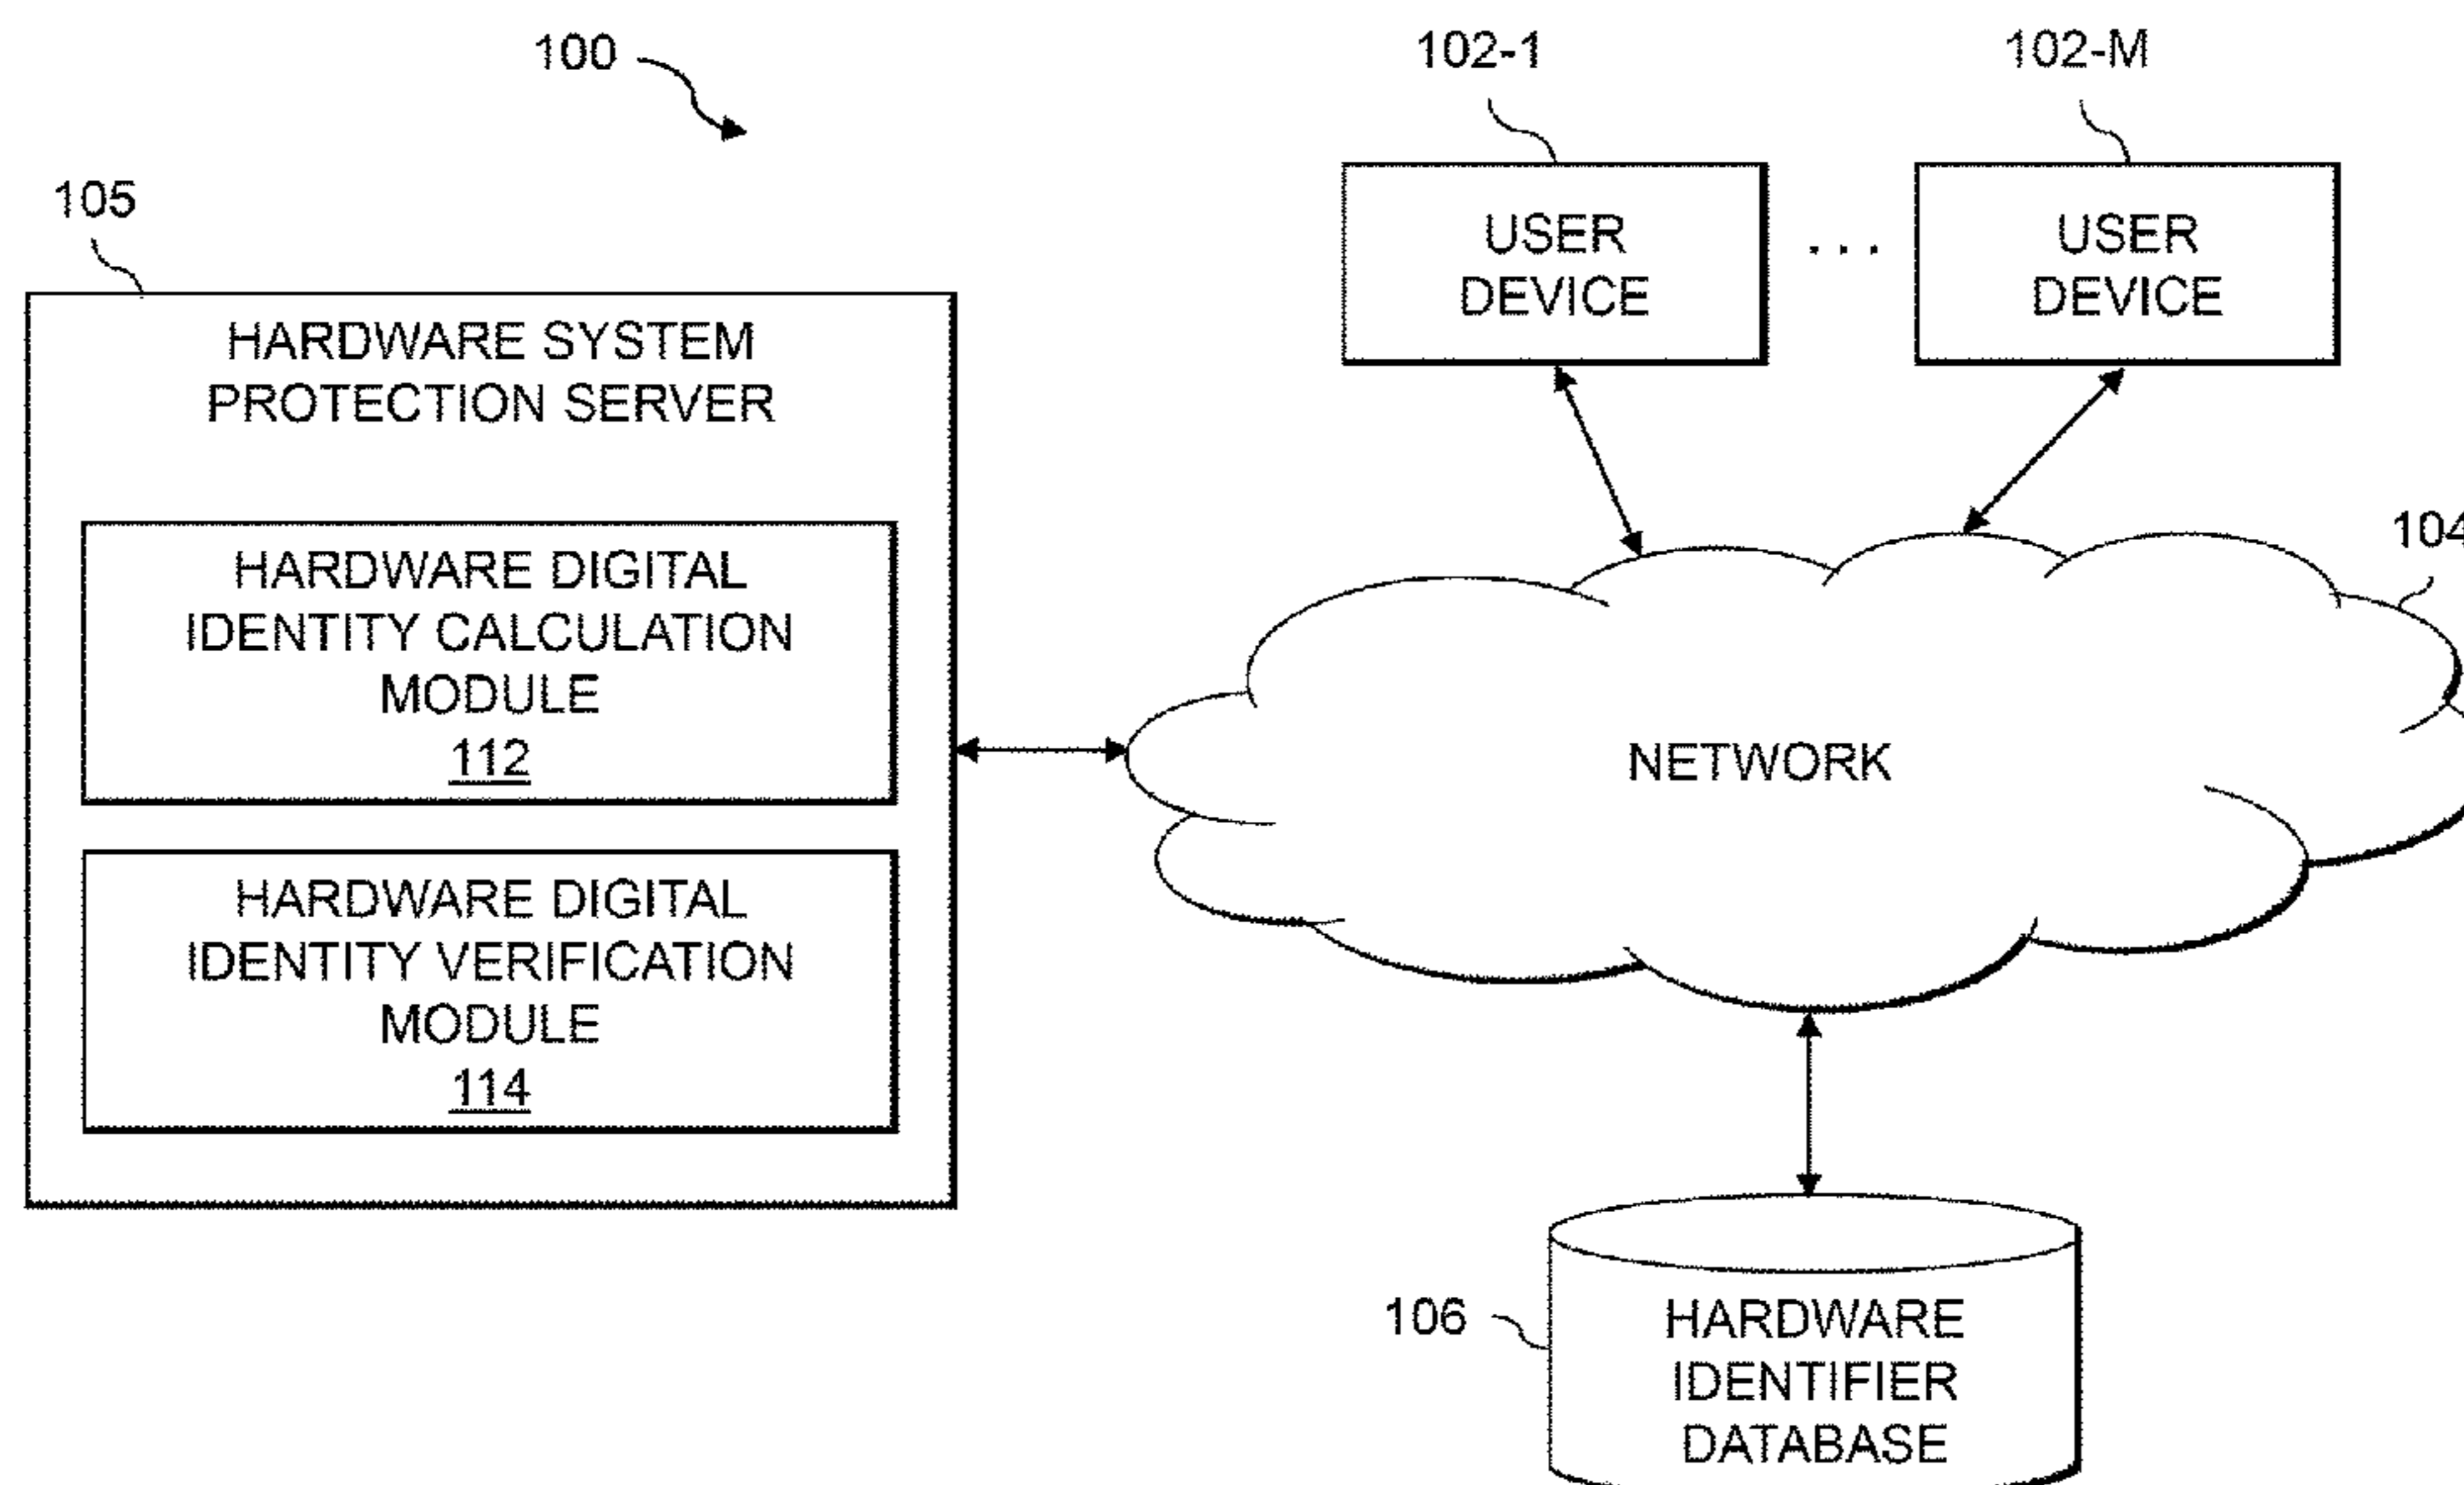 100
102-1
102-M
105
USER
DEVICE
. . .
USER
DEVICE
HARDWARE SYSTEM
PROTECTION SERVER
HARDWARE DIGITAL
IDENTITY CALCULATION
MODULE
112
HARDWARE DIGITAL
IDENTITY VERIFICATION
MODULE
114
104
NETWORK
106
HARDWARE
IDENTIFIER
DATABASE